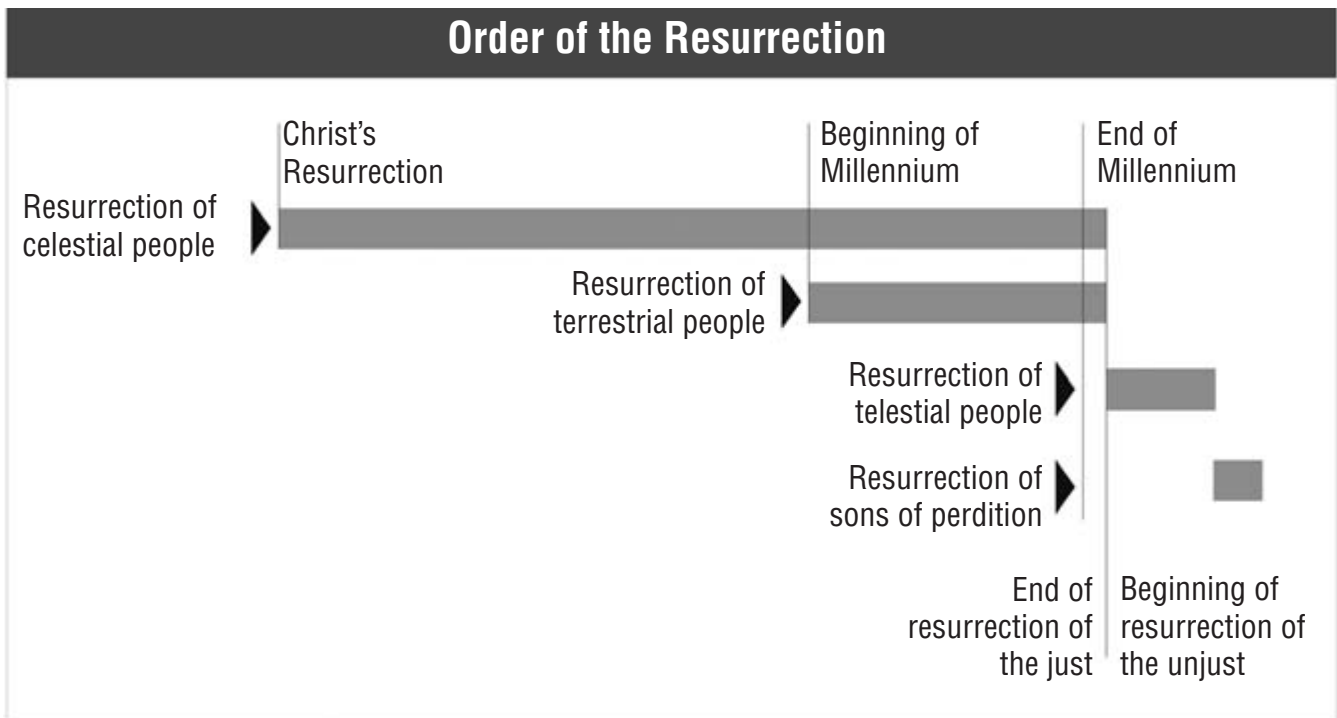 Order of the Resurrection
Christ’s
Resurrection
Beginning of
Millennium
End of
Millennium
Resurrection of
celestial people
Resurrection of
terrestrial people
Resurrection of
telestial people
Resurrection of
sons of perdition
End of
resurrection of
the just
Beginning of
resurrection of
the unjust